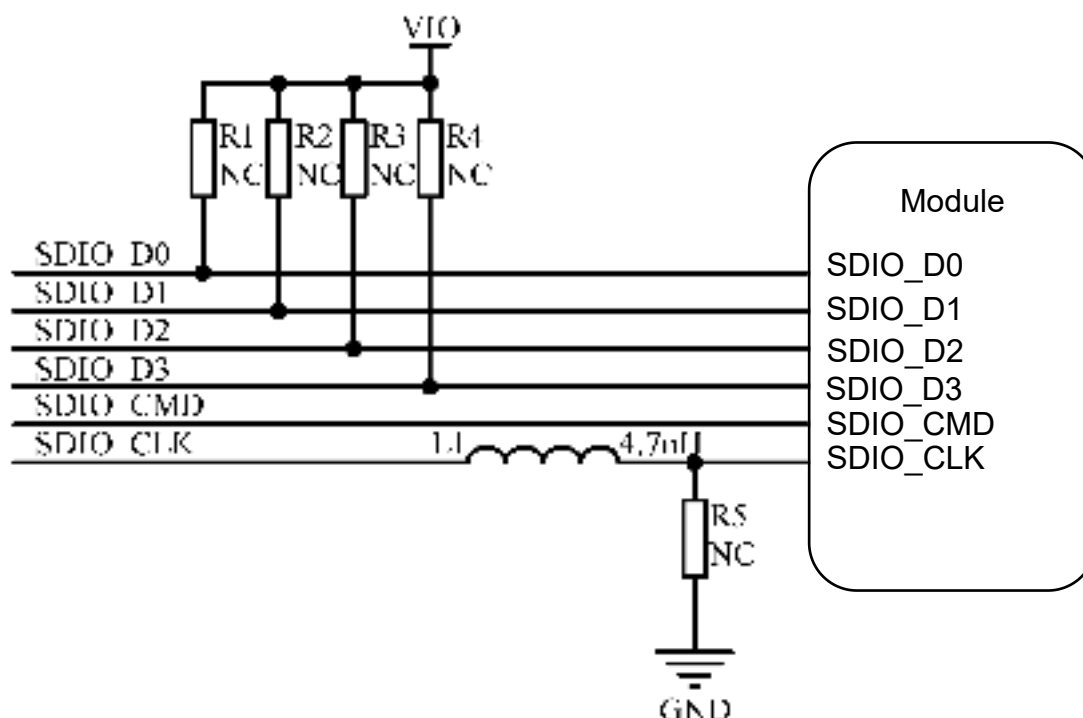 VIO
R1 R2 R3 R4
NC NC NC NC
Module
SDIO_D0 SDIO_D0
SDIO_D1 SDIO_D1
SDIO_D2 SDIO_D2
SDIO_D3 SDIO_D3
SDIO_CMD SDIO_CMD
SDIO_CLK L1 4.7nH SDIO_CLK
R5
NC
GND